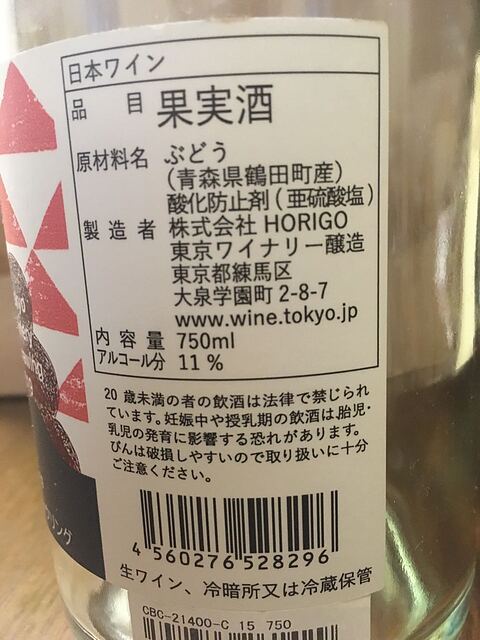 日本ワイン
品 目 果実酒
原材料名 ぶどう
(青森県鶴田町産)
酸化防止剤(亜硫酸塩)
製造者 株式会社 HORIGO
東京ワイナリー醸造
東京都練馬区
大泉学園町 2-8-7
www.wine.tokyo.jp
内容量 750ml
アルコール分 11 %
20 歳未満の者の飲酒は法律で禁じられ
ています。妊娠中や授乳期の飲酒は胎児・
乳児の発育に影響する恐れがあります。
びんは破損しやすいので取り扱いに十分
ご注意ください。
4 560276 528296
生ワイン、冷暗所又は冷蔵保管
CBC-21400-C 15 750